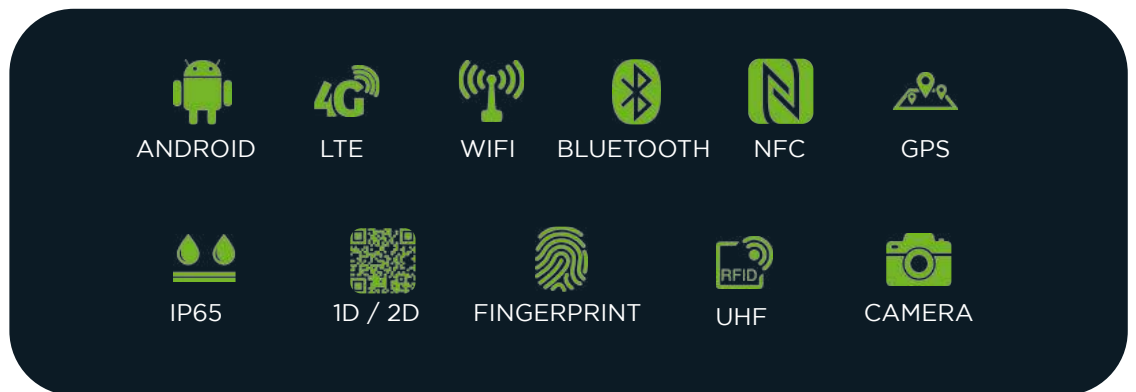 4G
ANDROID LTE WIFI BLUETOOTH NFC GPS
RFID
IP65 1D / 2D FINGERPRINT UHF CAMERA